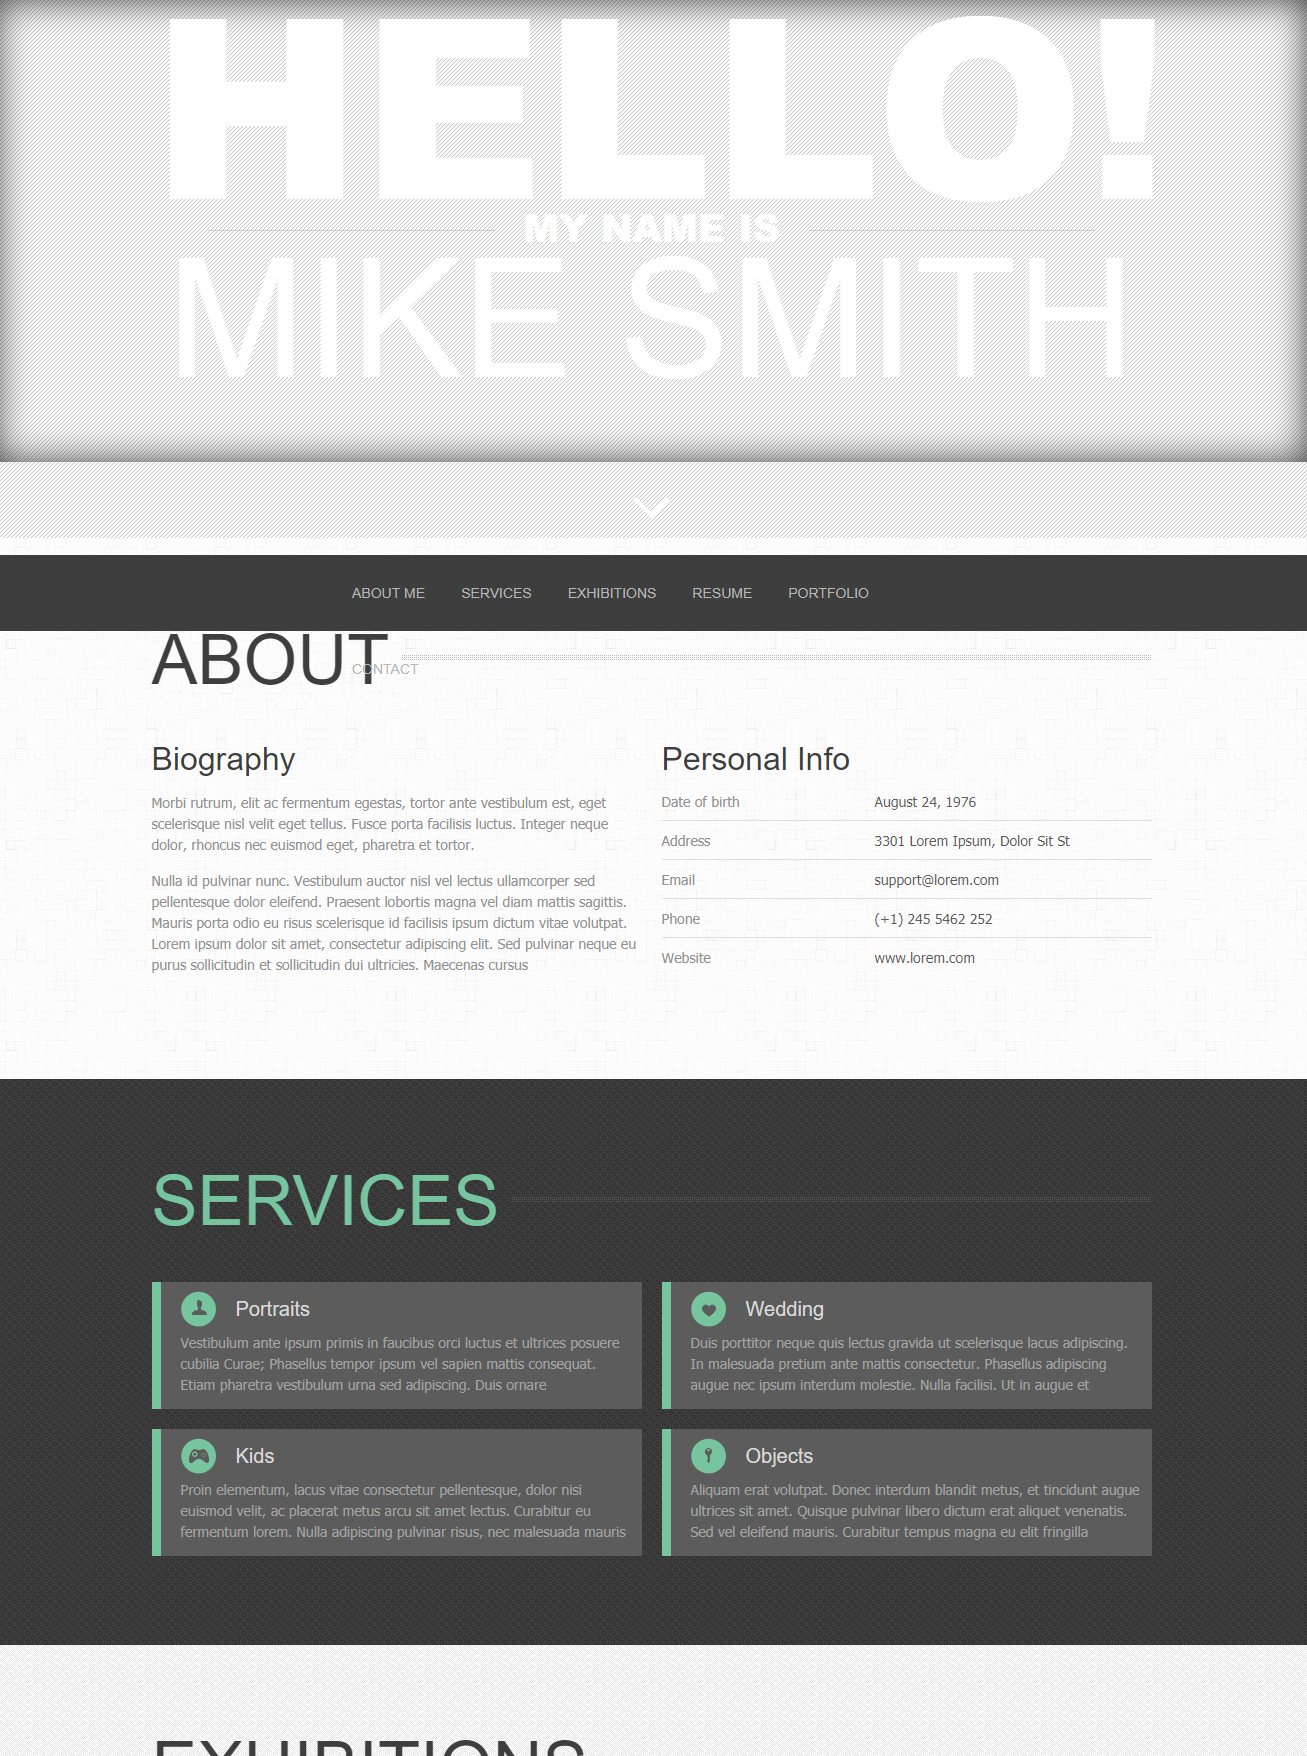 HELLO!
MY NAME IS
MIKE SMITH
ABOUT ME SERVICES EXHIBITIONS RESUME PORTFOLIO
CONTACT
ABOUT
Biography
Morbi rutrum, elit ac fermentum egestas, tortor ante vestibulum est, eget
scelerisque nisl velit eget tellus. Fusce porta facilisis luctus. Integer neque
dolor, rhoncus nec euismod eget, pharetra et tortor.
Nulla id pulvinar nunc. Vestibulum auctor nisl vel lectus ullamcorper sed
pellentesque dolor eleifend. Praesent lobortis magna vel diam mattis sagittis.
Mauris porta odio eu risus scelerisque id facilisis ipsum dictum vitae volutpat.
Lorem ipsum dolor sit amet, consectetur adipiscing elit. Sed pulvinar neque eu
purus sollicitudin et sollicitudin dui ultricies. Maecenas cursus
Personal Info
Date of birth August 24, 1976
Address 3301 Lorem Ipsum, Dolor Sit St
Email support@lorem.com
Phone (+1) 245 5462 252
Website www.lorem.com
SERVICES
Portraits
Vestibulum ante ipsum primis in faucibus orci luctus et ultrices posuere
cubilia Curae; Phasellus tempor ipsum vel sapien mattis consequat.
Etiam pharetra vestibulum urna sed adipiscing. Duis ornare
Wedding
Duis porttitor neque quis lectus gravida ut scelerisque lacus adipiscing.
In malesuada pretium ante mattis consectetur. Phasellus adipiscing
augue nec ipsum interdum molestie. Nulla facilisi. Ut in augue et
Kids
Proin elementum, lacus vitae consectetur pellentesque, dolor nisi
euismod velit, ac placerat metus arcu sit amet lectus. Curabitur eu
fermentum lorem. Nulla adipiscing pulvinar risus, nec malesuada mauris
Objects
Aliquam erat volutpat. Donec interdum blandit metus, et tincidunt augue
ultrices sit amet. Quisque pulvinar libero dictum erat aliquet venenatis.
Sed vel eleifend mauris. Curabitur tempus magna eu elit fringilla
EXHIBITIONS